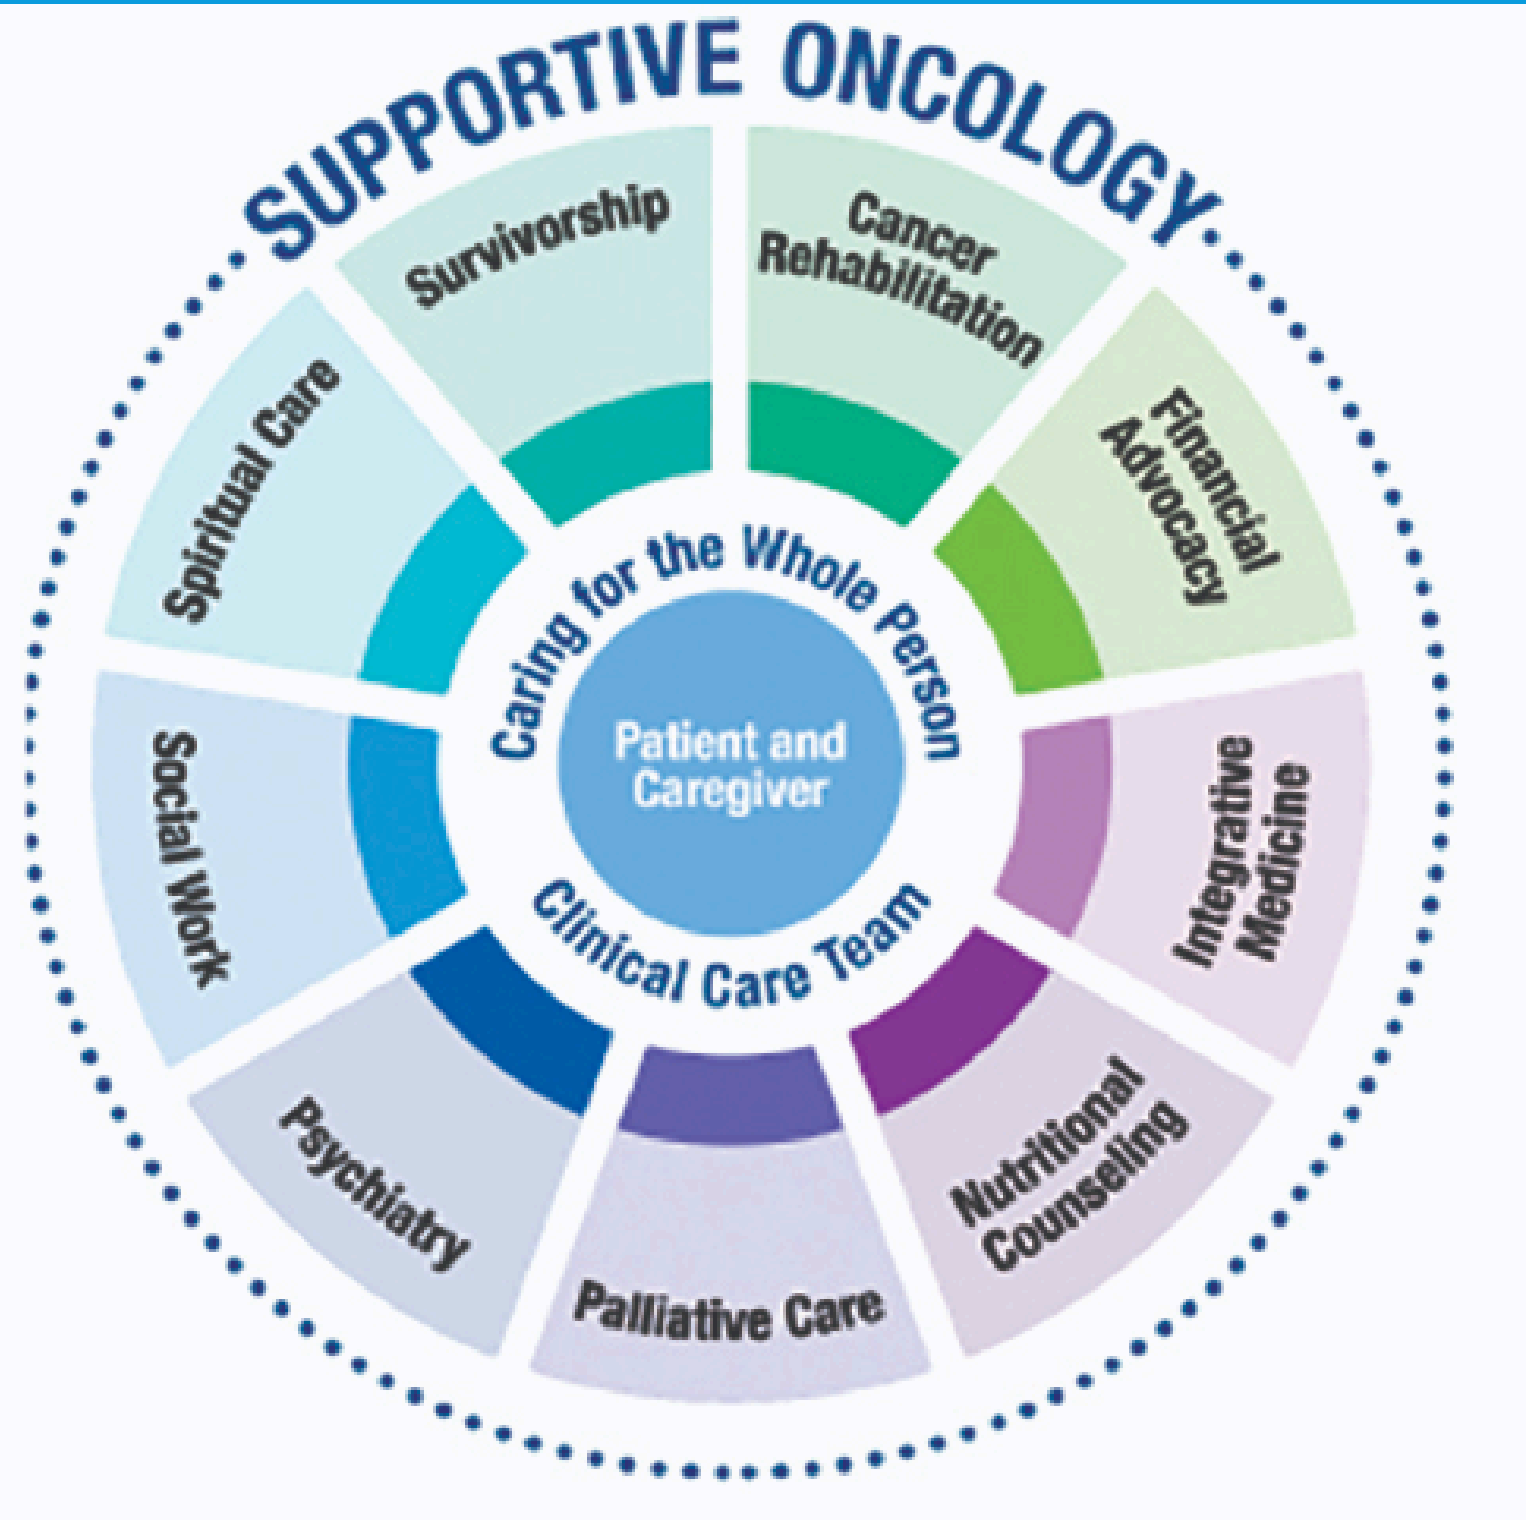 SUPPORTIVE ONCOLOGY
Survivorship
Cancer
Rehabilitation
Financial
Advocacy
Integrative
Medicine
Nutritional
Counseling
Palliative Care
Psychiatry
Social Work
Spiritual Care
Caring for the Whole Person
Patient and
Caregiver
Clinical Care Team